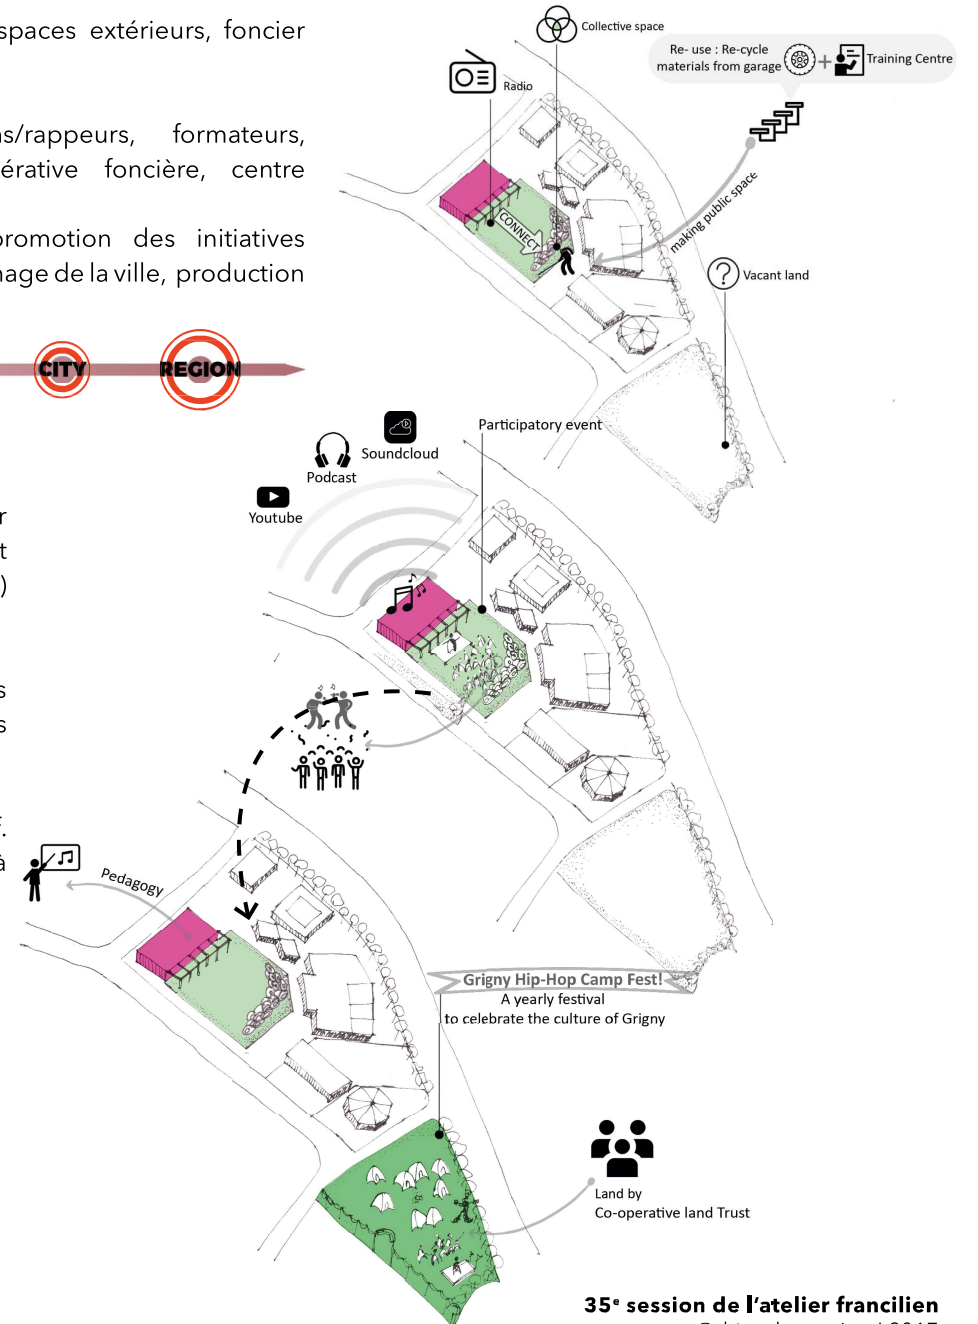 spaces extérieurs, foncier
ns/rappeurs, formateurs,
érative foncière, centre
promotion des initiatives
mage de la ville, production
CITY
REGION
r
t
)
s
s
.
à
Collective space
Radio
Re- use : Re-cycle
materials from garage
+
Training Centre
CONNECT
making public space
?
Vacant land
Participatory event
Soundcloud
Podcast
Youtube
Pedagogy
Grigny Hip-Hop Camp Fest!
A yearly festival
to celebrate the culture of Grigny
Land by
Co-operative land Trust
35e session de l'atelier francilien